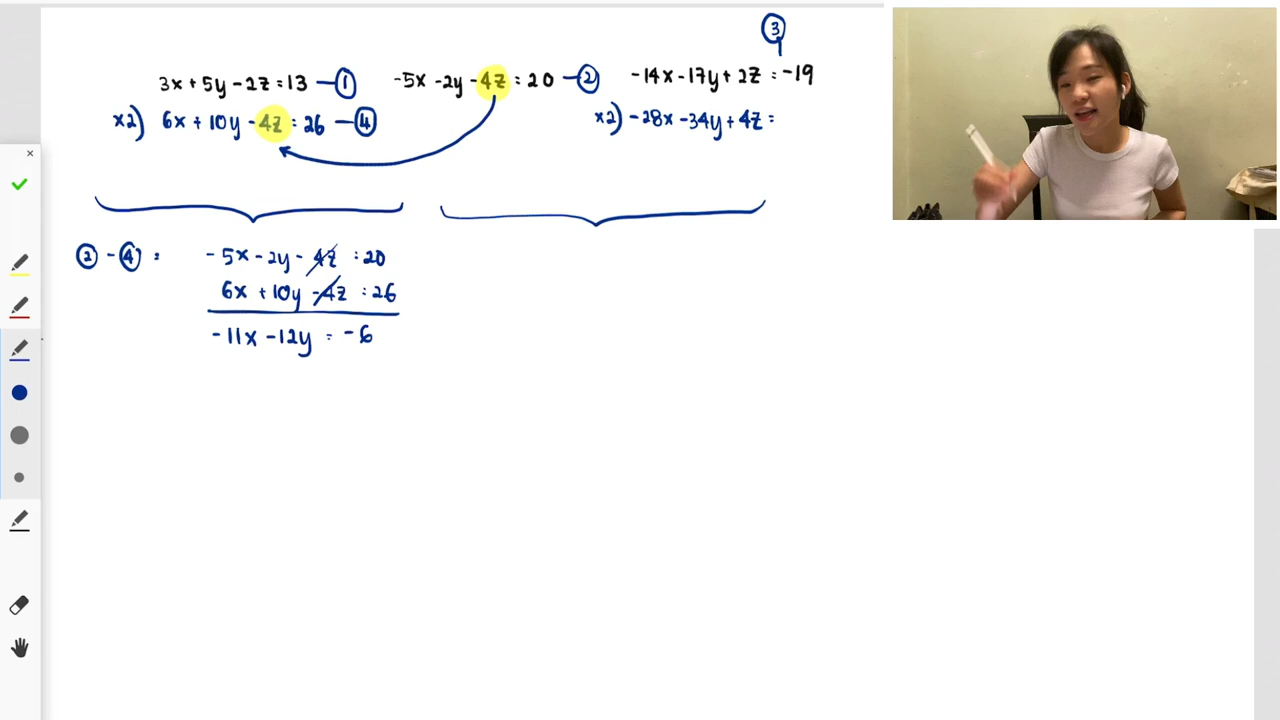 3
3x + 5y - 2z = 13 — 1
-5x - 2y - 4z = 20 — 2
-14x - 17y + 2z = -19
x2) 6x + 10y - 4z = 26 — 4
x2) -28x - 34y + 4z =
2 - 4 = -5x - 2y - 4z = 20
6x + 10y - 4z = 26
-11x - 12y = -6